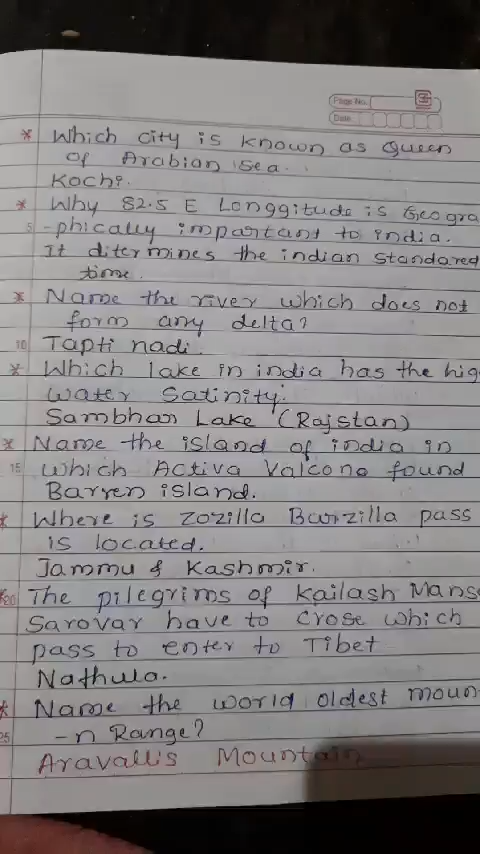 Page No.
Date
* Which city is known as queen
of Arabian sea.
Kochi.
* Why 82.5 E Longgitude is Geogra
5 -phically impartant to india.
It ditermines the indian standared
time.
* Name the river which does not
form any delta?
10 Tapti nadi.
* Which lake in india has the hig
water Satinity.
Sambhar Lake (Rajstan)
* Name the island of india in
15 which Activa Valcono found
Barren island.
* Where is Zozilla Burzilla pass
is located.
Jammu & Kashmir.
20 The pilegrims of Kailash Mans
Sarovar have to crose which
pass to enter to Tibet
Nathula.
* Name the world oldest moun
25 -n Range?
Aravallis Mountain